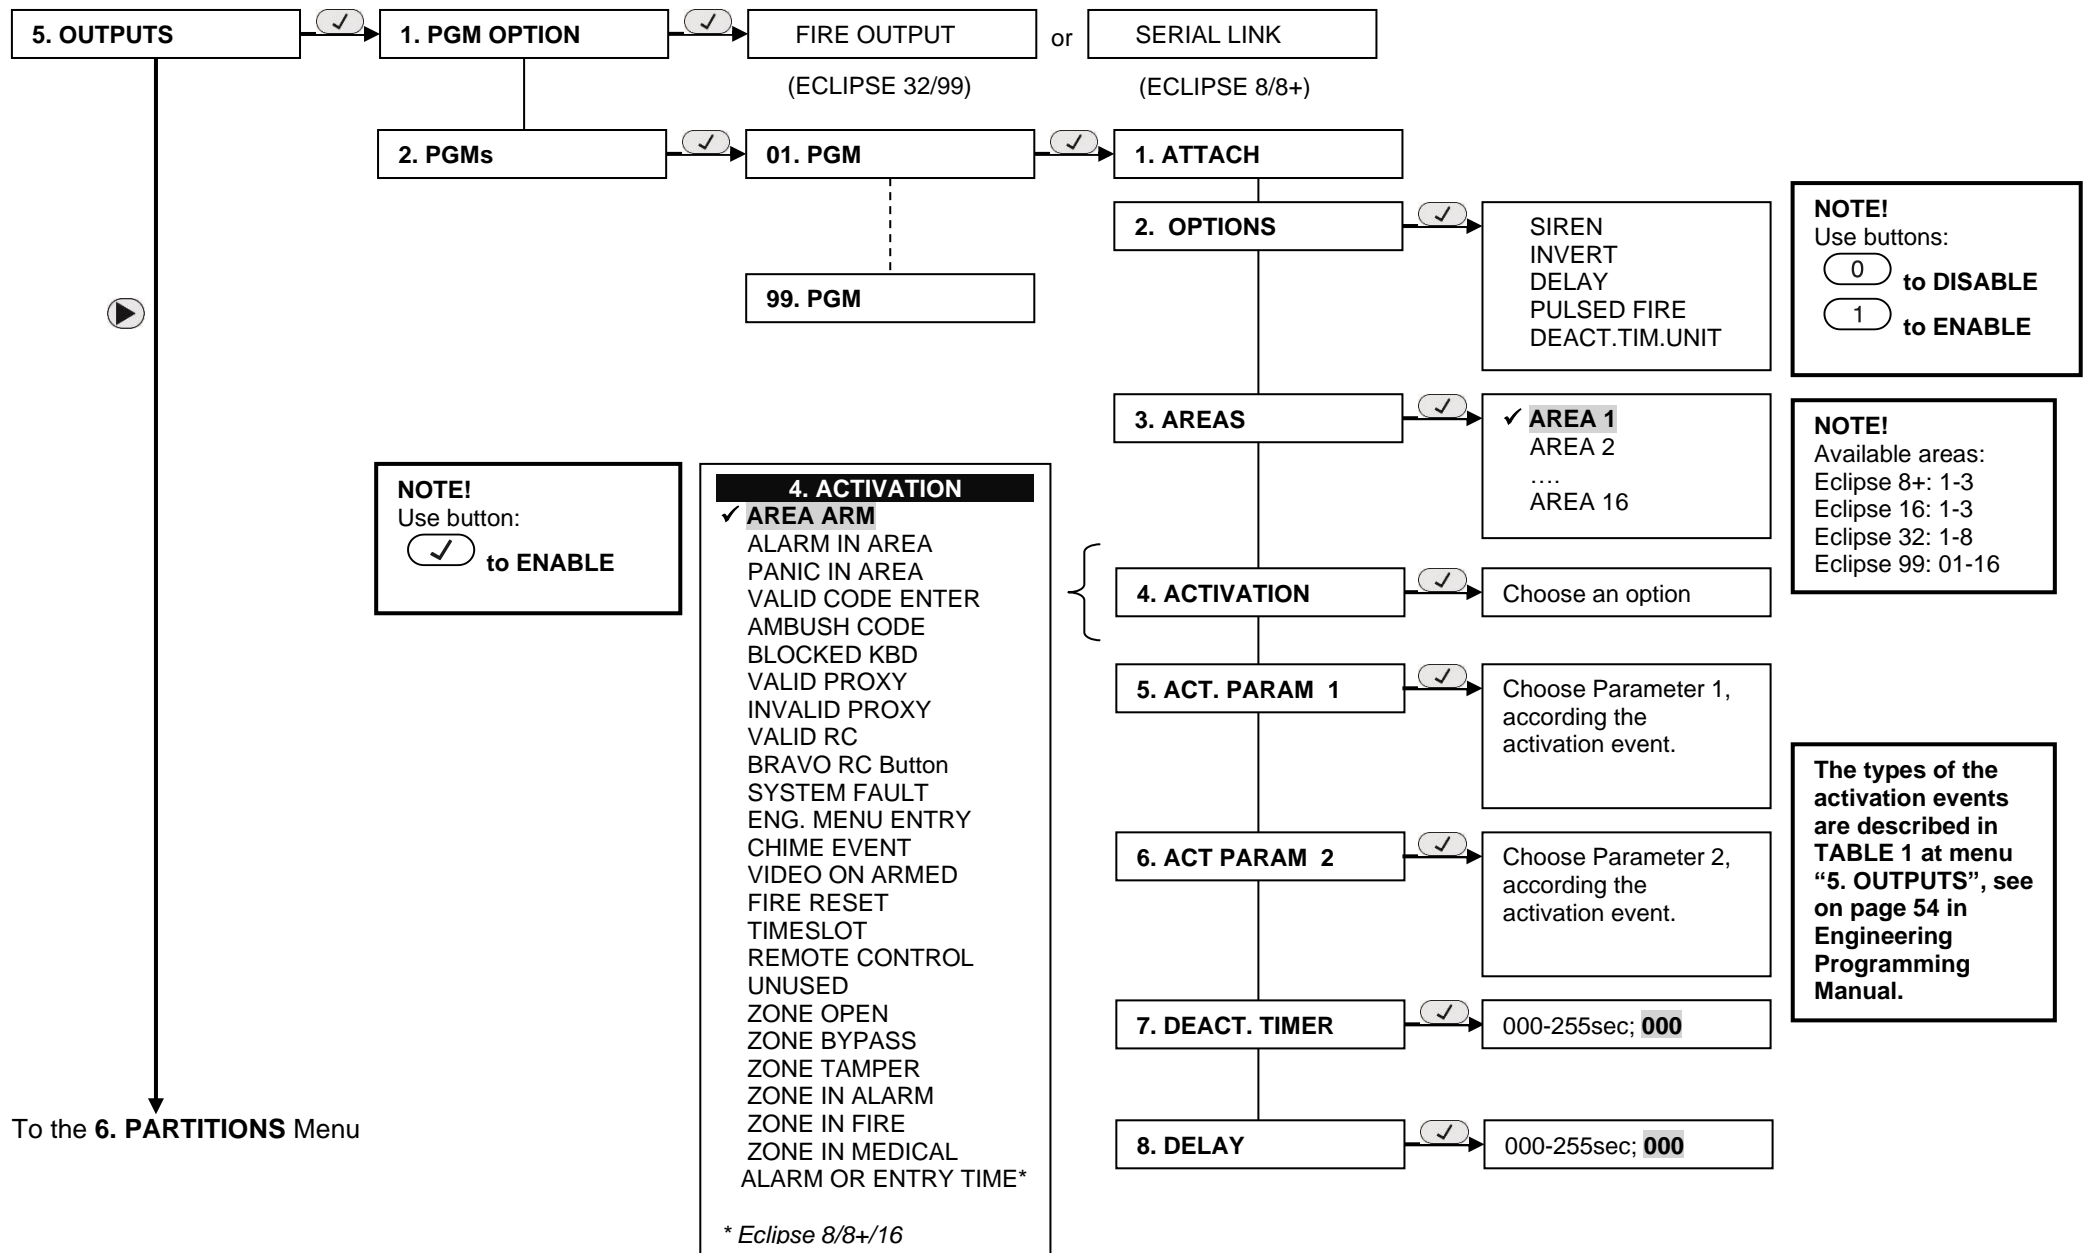 5. OUTPUTS
1. PGM OPTION
FIRE OUTPUT
or
SERIAL LINK
(ECLIPSE 32/99)
(ECLIPSE 8/8+)
2. PGMs
01. PGM
99. PGM
1. ATTACH
2. OPTIONS
SIREN
INVERT
DELAY
PULSED FIRE
DEACT.TIM.UNIT
NOTE!
Use buttons:
0 to DISABLE
1 to ENABLE
3. AREAS
✓ AREA 1
AREA 2
….
AREA 16
NOTE!
Available areas:
Eclipse 8+: 1-3
Eclipse 16: 1-3
Eclipse 32: 1-8
Eclipse 99: 01-16
NOTE!
Use button:
✓ to ENABLE
4. ACTIVATION
✓ AREA ARM
ALARM IN AREA
PANIC IN AREA
VALID CODE ENTER
AMBUSH CODE
BLOCKED KBD
VALID PROXY
INVALID PROXY
VALID RC
BRAVO RC Button
SYSTEM FAULT
ENG. MENU ENTRY
CHIME EVENT
VIDEO ON ARMED
FIRE RESET
TIMESLOT
REMOTE CONTROL
UNUSED
ZONE OPEN
ZONE BYPASS
ZONE TAMPER
ZONE IN ALARM
ZONE IN FIRE
ZONE IN MEDICAL
ALARM OR ENTRY TIME*
* Eclipse 8/8+/16
4. ACTIVATION
Choose an option
5. ACT. PARAM 1
Choose Parameter 1,
according the
activation event.
6. ACT PARAM 2
Choose Parameter 2,
according the
activation event.
The types of the
activation events
are described in
TABLE 1 at menu
“5. OUTPUTS”, see
on page 54 in
Engineering
Programming
Manual.
7. DEACT. TIMER
000-255sec; 000
8. DELAY
000-255sec; 000
To the 6. PARTITIONS Menu